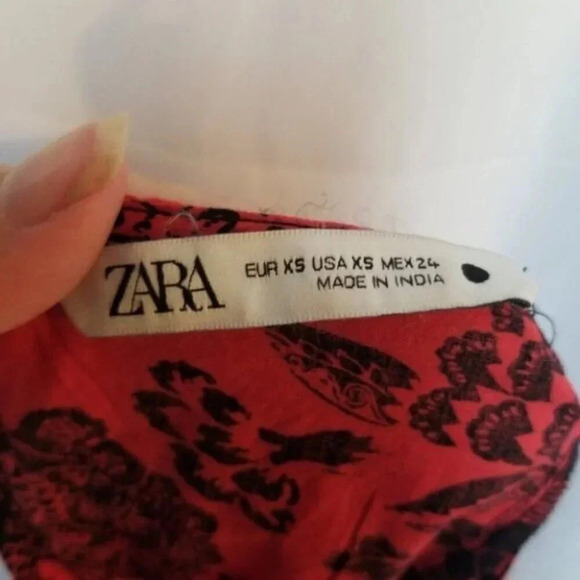 ZARA
EUR XS USA XS MEX 24
MADE IN INDIA